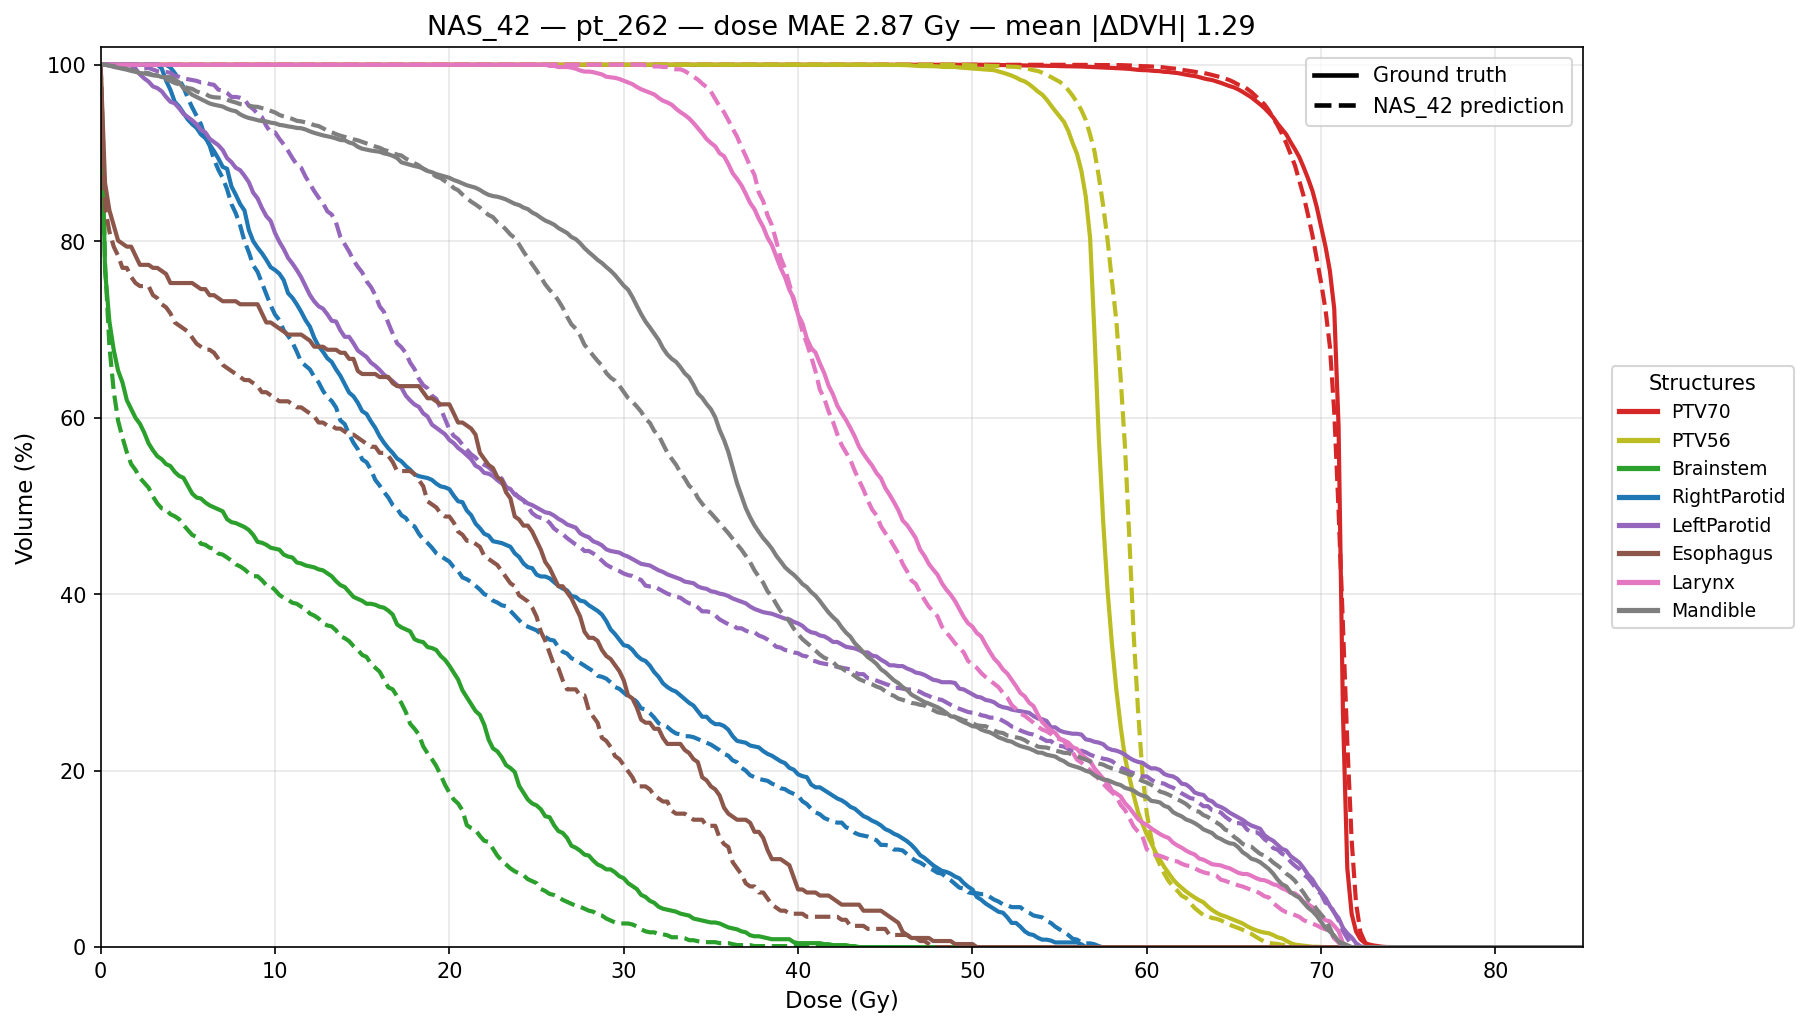 NAS_42 — pt_262 — dose MAE 2.87 Gy — mean |ΔDVH| 1.29
Ground truth
NAS_42 prediction
Volume (%)
100
80
60
40
20
0
0 10 20 30 40 50 60 70 80
Dose (Gy)
Structures
PTV70
PTV56
Brainstem
RightParotid
LeftParotid
Esophagus
Larynx
Mandible